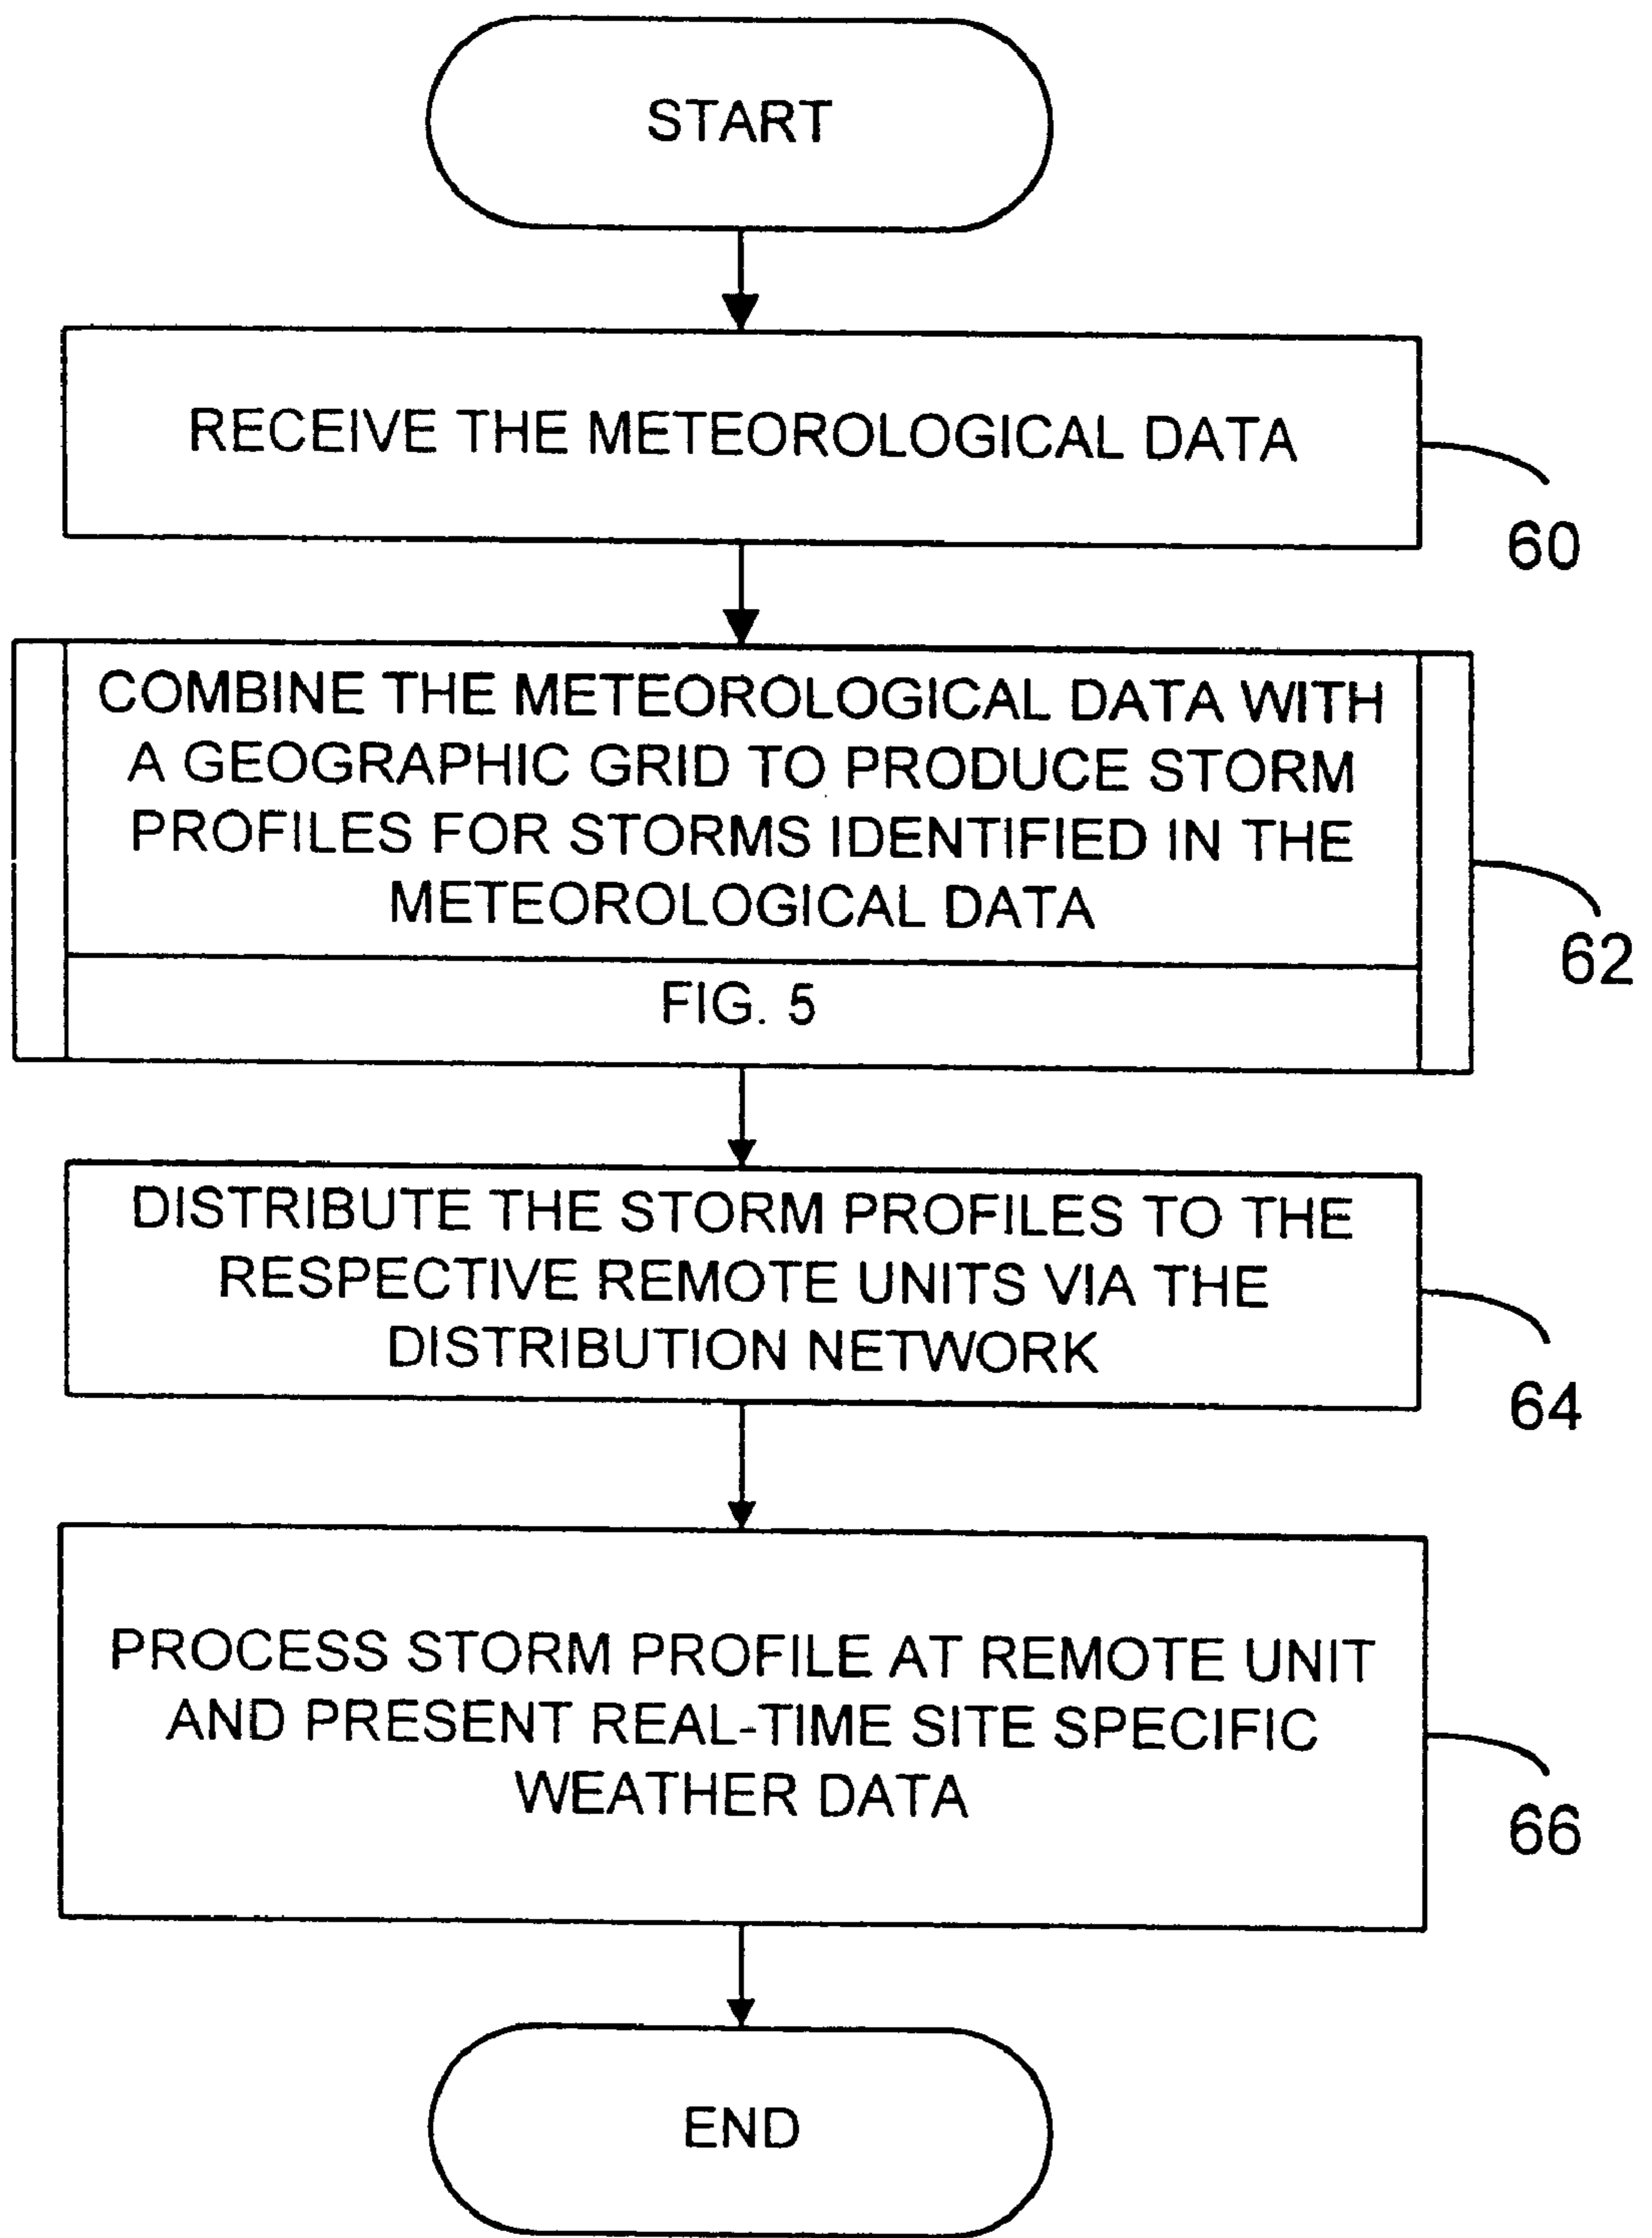 START
RECEIVE THE METEOROLOGICAL DATA
60
COMBINE THE METEOROLOGICAL DATA WITH
A GEOGRAPHIC GRID TO PRODUCE STORM
PROFILES FOR STORMS IDENTIFIED IN THE
METEOROLOGICAL DATA
62
FIG. 5
DISTRIBUTE THE STORM PROFILES TO THE
RESPECTIVE REMOTE UNITS VIA THE
DISTRIBUTION NETWORK
64
PROCESS STORM PROFILE AT REMOTE UNIT
AND PRESENT REAL-TIME SITE SPECIFIC
WEATHER DATA
66
END